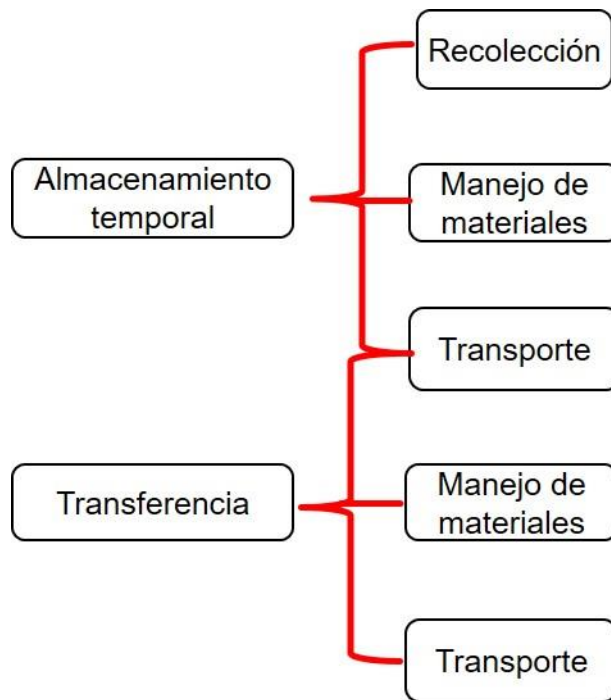 Recolección
Almacenamiento
temporal
Manejo de
materiales
Transporte
Transferencia
Manejo de
materiales
Transporte